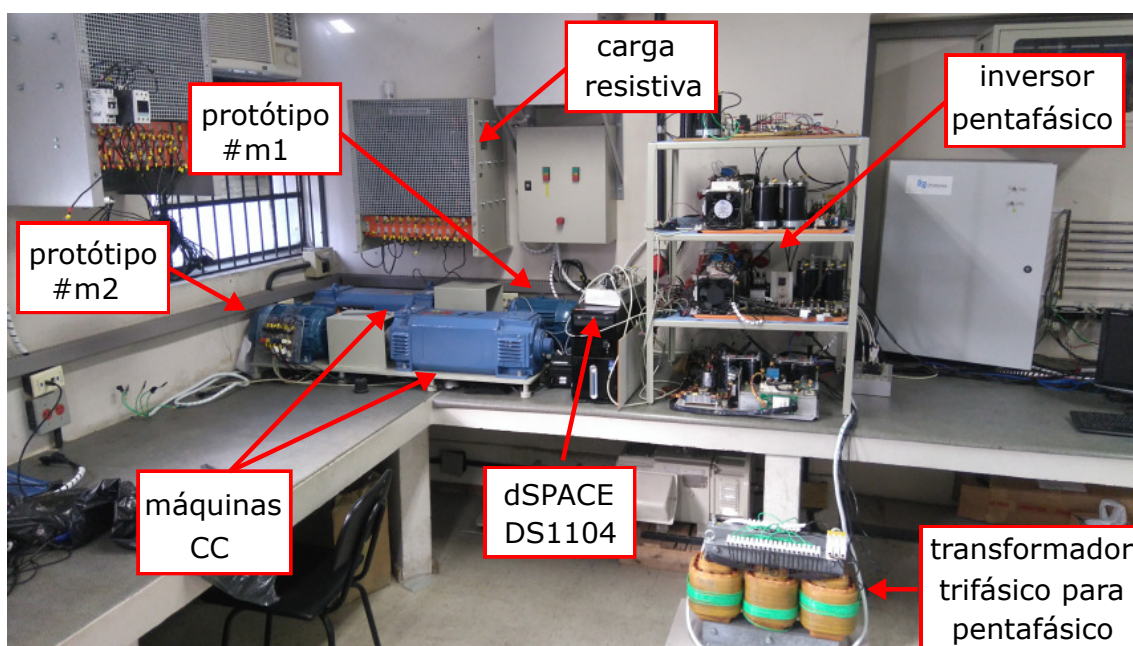 carga
resistiva
inversor
pentafásico
protótipo
#m1
protótipo
#m2
máquinas
CC
dSPACE
DS1104
transformador
trifásico para
pentafásico